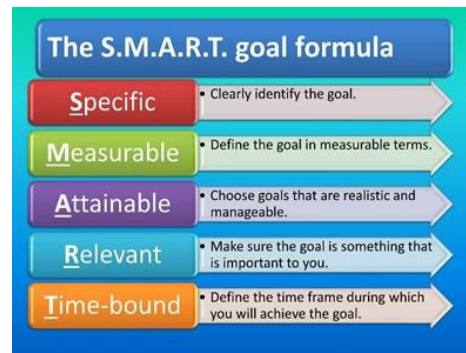 The S.M.A.R.T. goal formula
Specific
• Clearly identify the goal.
Measurable
• Define the goal in measurable terms.
Attainable
• Choose goals that are realistic and
manageable.
Relevant
• Make sure the goal is something that
is important to you.
Time-bound
• Define the time frame during which
you will achieve the goal.